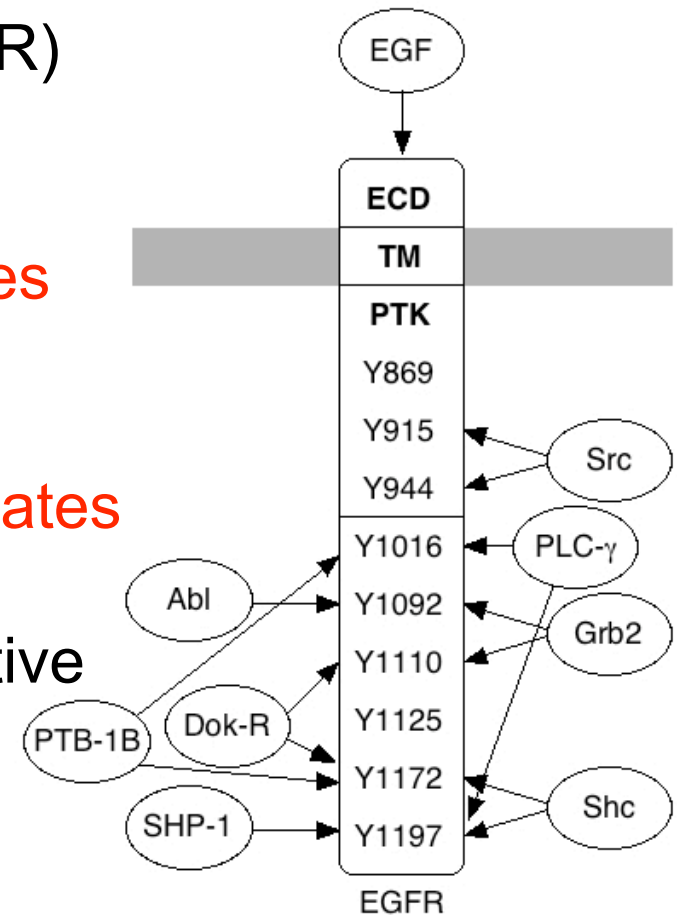 R)
EGF
ECD
es
TM
PTK
Y869
Y915
Src
Y944
ates
Y1016
PLC-γ
Abl
Y1092
Grb2
tive
Y1110
Dok-R
Y1125
PTB-1B
Y1172
Shc
SHP-1
Y1197
EGFR